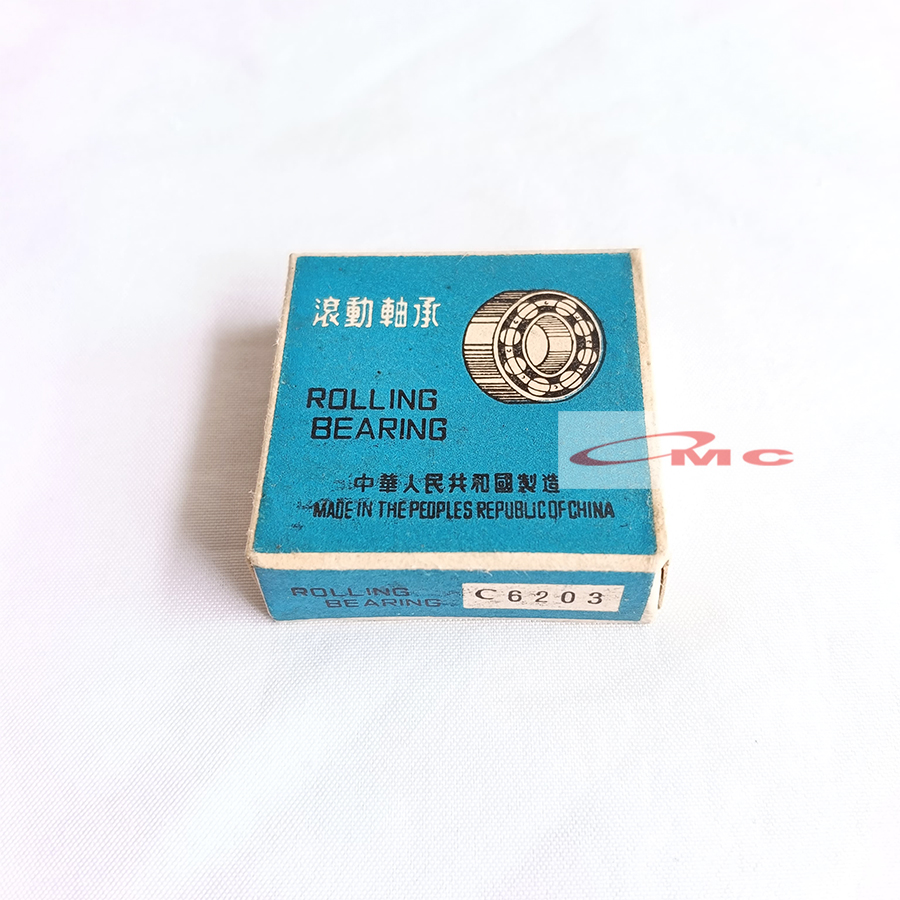 滾動軸承
ROLLING
BEARING
中華人民共和國製造
MADE IN THE PEOPLES REPUBLIC OF CHINA
ROLLING
BEARING
C6203
MC